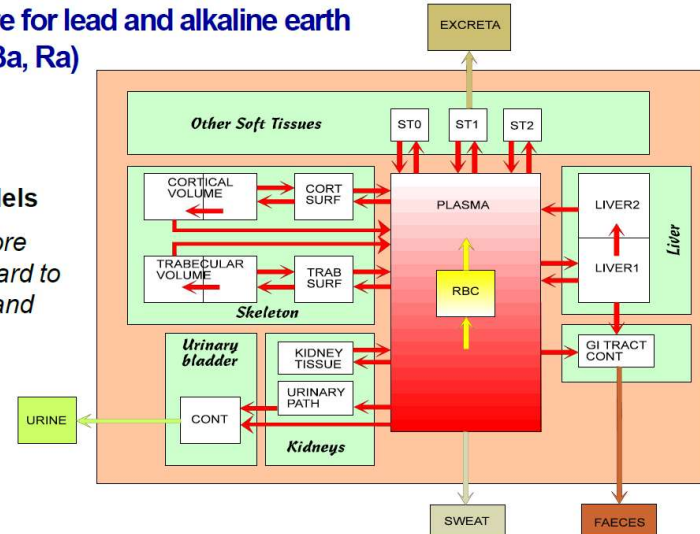 e for lead and alkaline earth
Ba, Ra)
els
ore
ard to
and
EXCRETA
Other Soft Tissues
ST0
ST1
ST2
CORTICAL
VOLUME
CORT
SURF
TRABECULAR
VOLUME
TRAB
SURF
Skeleton
PLASMA
RBC
LIVER2
LIVER1
Liver
GI TRACT
CONT
Urinary
bladder
KIDNEY
TISSUE
URINARY
PATH
Kidneys
CONT
URINE
SWEAT
FAECES